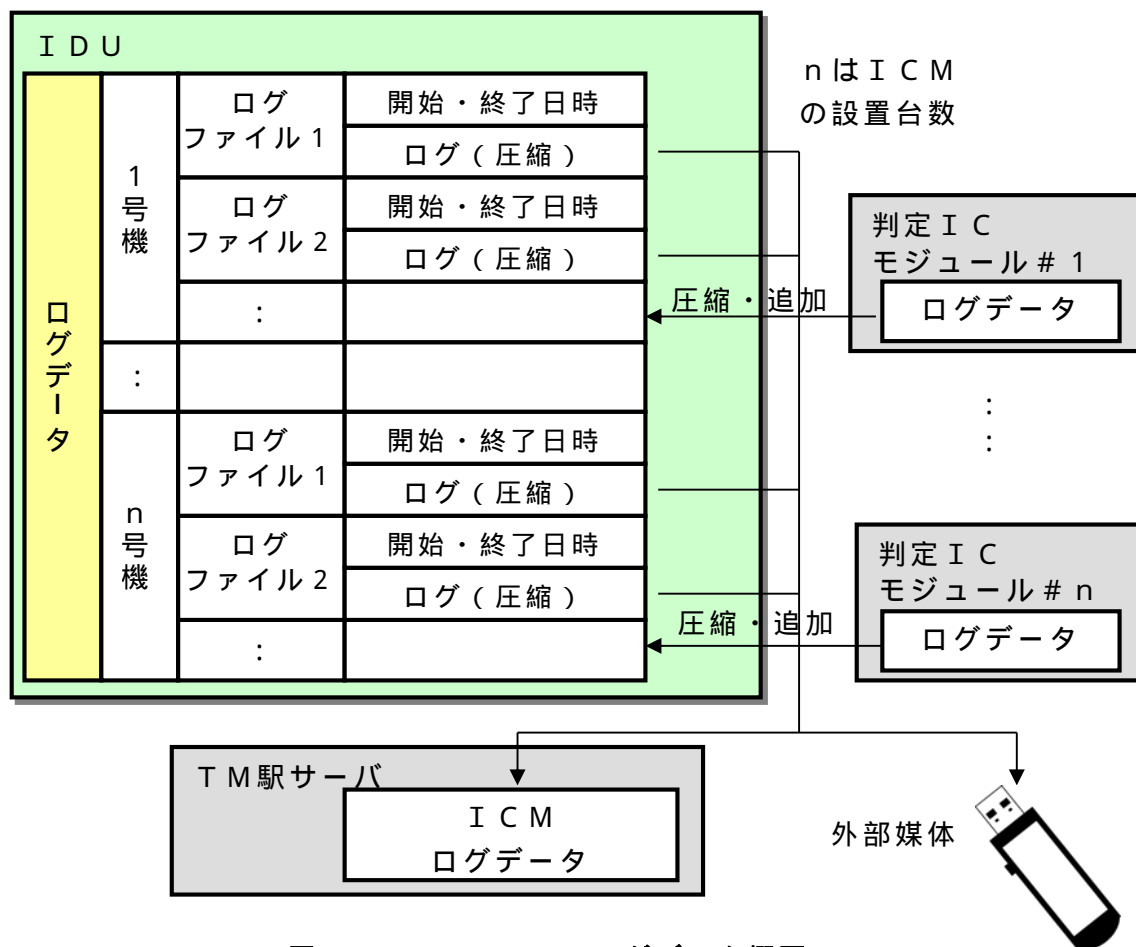 ＩＤＵ
ｎはＩＣＭ
の設置台数
ログデータ
1号機
ログ
ファイル1
開始・終了日時
ログ（圧縮）
ログ
ファイル2
開始・終了日時
ログ（圧縮）
：
：
n号機
ログ
ファイル1
開始・終了日時
ログ（圧縮）
ログ
ファイル2
開始・終了日時
ログ（圧縮）
：
圧縮・追加
判定ＩＣ
モジュール＃1
ログデータ
：
：
圧縮・追加
判定ＩＣ
モジュール＃ｎ
ログデータ
ＴＭ駅サーバ
ＩＣＭ
ログデータ
外部媒体